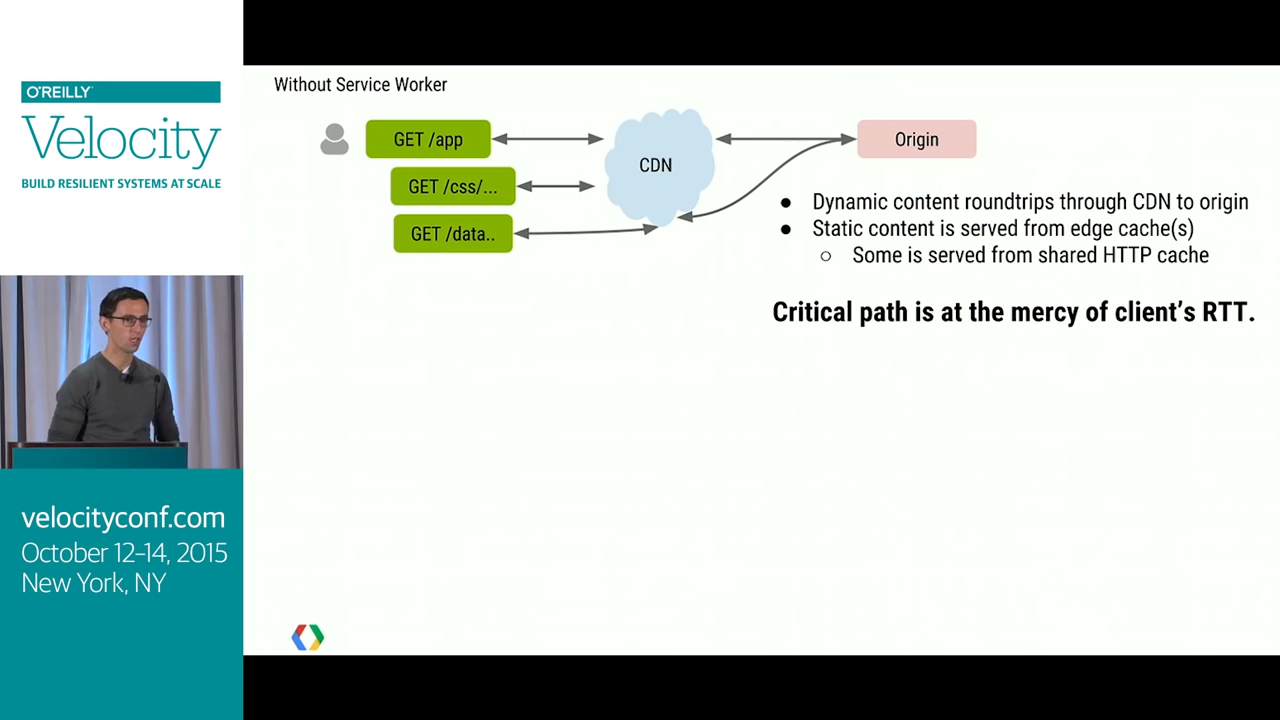 O'REILLY
Velocity
BUILD RESILIENT SYSTEMS AT SCALE
velocityconf.com
October 12–14, 2015
New York, NY
Without Service Worker
GET /app
GET /css/...
GET /data..
CDN
Origin
● Dynamic content roundtrips through CDN to origin
● Static content is served from edge cache(s)
○ Some is served from shared HTTP cache
Critical path is at the mercy of client's RTT.